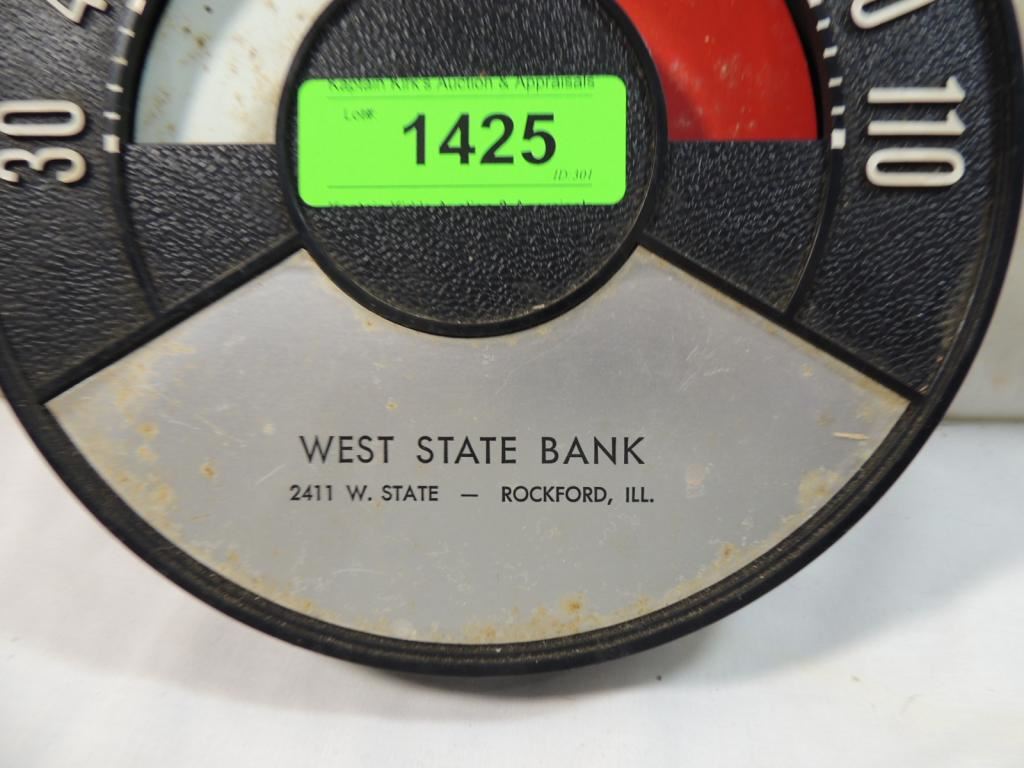 Kaptain Kirk's Auction & Appraisals
Lot#:
1425
ID:301
30
110
WEST STATE BANK
2411 W. STATE — ROCKFORD, ILL.